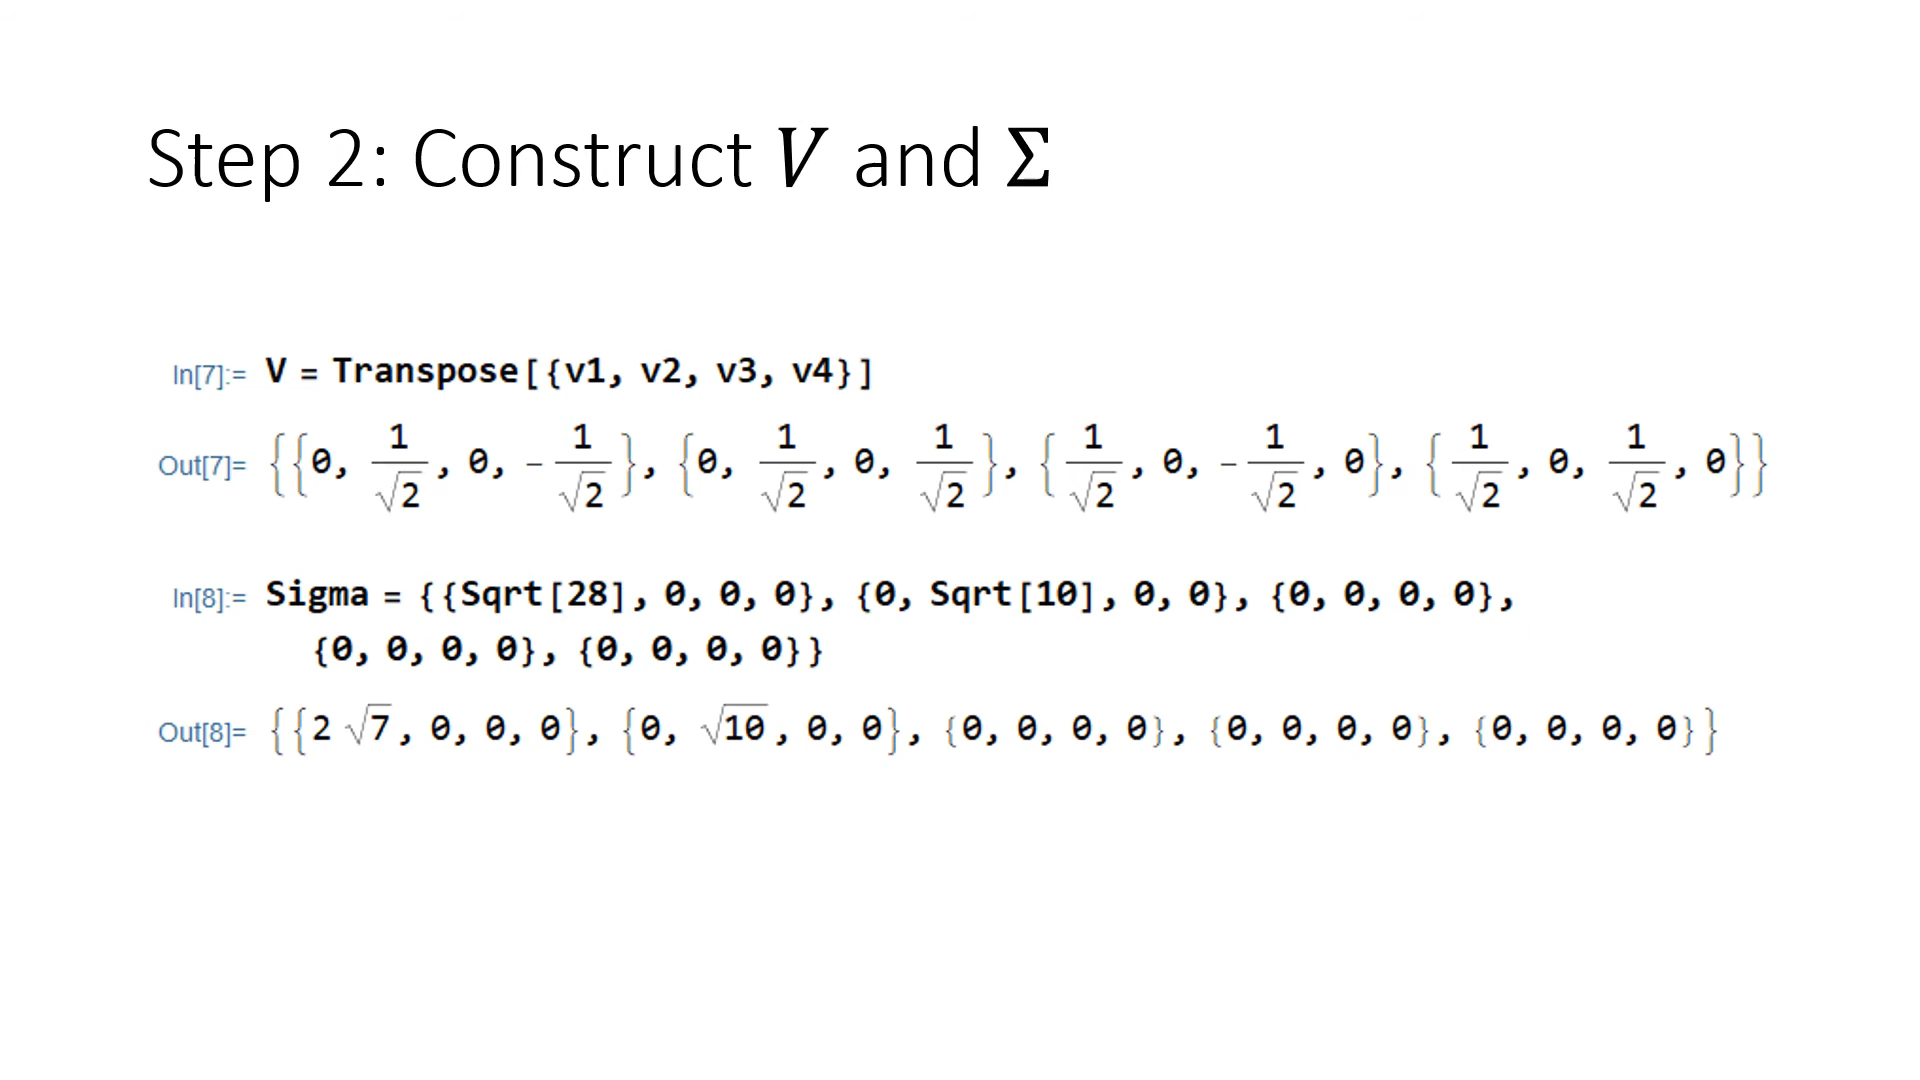 Step 2: Construct V and Σ
In[7]:= V = Transpose[{v1, v2, v3, v4}]
Out[7]= {{0, 1/√2, 0, -1/√2}, {0, 1/√2, 0, 1/√2}, {1/√2, 0, -1/√2, 0}, {1/√2, 0, 1/√2, 0}}
In[8]:= Sigma = {{Sqrt[28], 0, 0, 0}, {0, Sqrt[10], 0, 0}, {0, 0, 0, 0},
{0, 0, 0, 0}, {0, 0, 0, 0}}
Out[8]= {{2 √7, 0, 0, 0}, {0, √10, 0, 0}, {0, 0, 0, 0}, {0, 0, 0, 0}, {0, 0, 0, 0}}